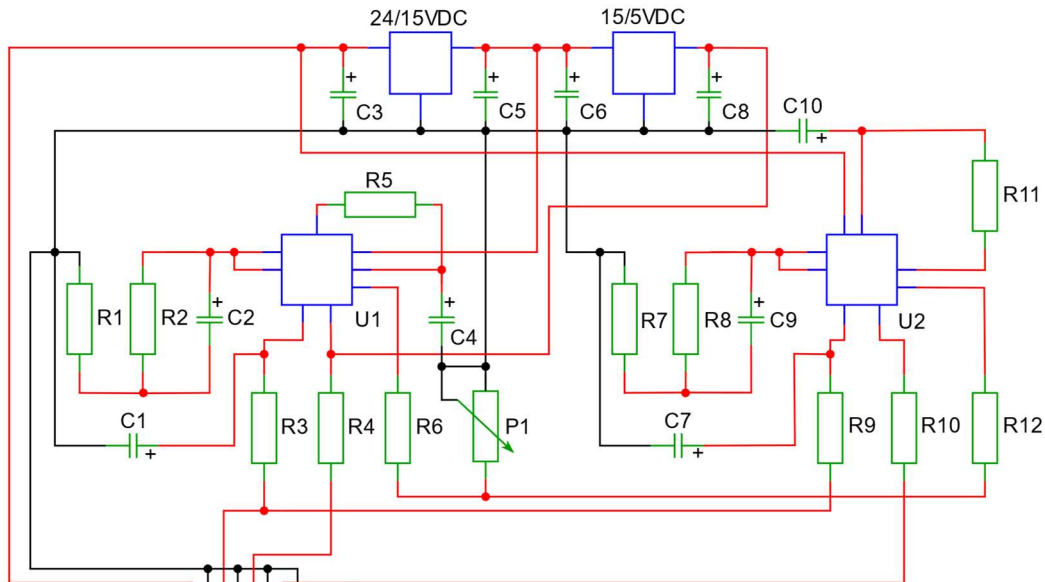 24/15VDC 15/5VDC
C3 C5 C6 C8 C10
R5 R11
R1 R2 C2 U1 C4 R7 R8 C9 U2
C1 R3 R4 R6 P1 C7 R9 R10 R12
+ + + + + + + + + +